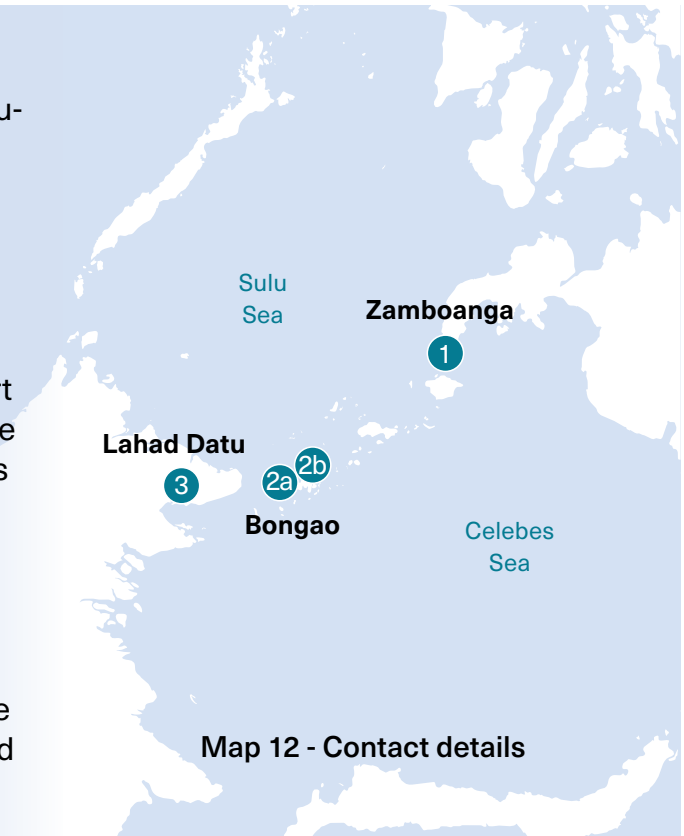 u-
Sulu
Sea
Zamboanga
1
t
e
s
Lahad Datu
2b
2a
3
Bongao
Celebes
Sea
e
d
Map 12 - Contact details